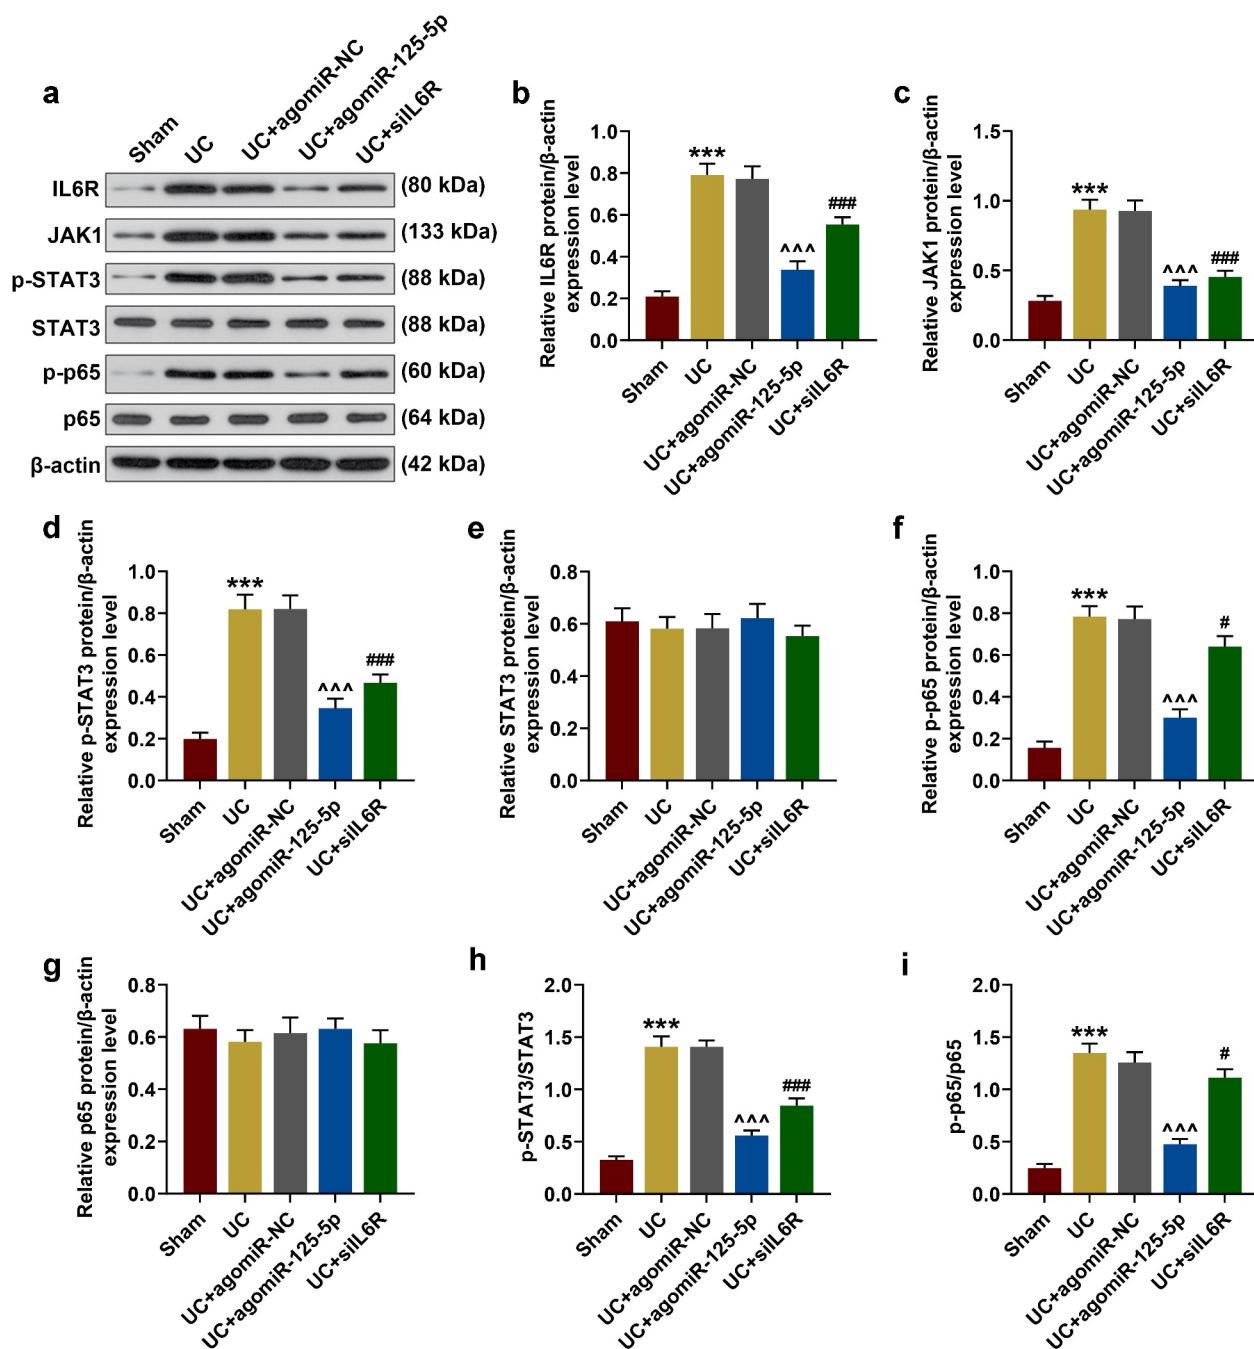 a
Sham
UC
UC+agomiR-NC
UC+agomiR-125-5p
UC+siIL6R
IL6R (80 kDa)
JAK1 (133 kDa)
p-STAT3 (88 kDa)
STAT3 (88 kDa)
p-p65 (60 kDa)
p65 (64 kDa)
β-actin (42 kDa)
b
Relative IL6R protein/β-actin
expression level
1.0
0.8
0.6
0.4
0.2
0.0
***
^^^
###
Sham
UC
UC+agomiR-NC
UC+agomiR-125-5p
UC+siIL6R
c
Relative JAK1 protein/β-actin
expression level
1.5
1.0
0.5
0.0
***
^^^
###
Sham
UC
UC+agomiR-NC
UC+agomiR-125-5p
UC+siIL6R
d
Relative p-STAT3 protein/β-actin
expression level
1.0
0.8
0.6
0.4
0.2
0.0
***
^^^
###
Sham
UC
UC+agomiR-NC
UC+agomiR-125-5p
UC+siIL6R
e
Relative STAT3 protein/β-actin
expression level
0.8
0.6
0.4
0.2
0.0
Sham
UC
UC+agomiR-NC
UC+agomiR-125-5p
UC+siIL6R
f
Relative p-p65 protein/β-actin
expression level
1.0
0.8
0.6
0.4
0.2
0.0
***
^^^
#
Sham
UC
UC+agomiR-NC
UC+agomiR-125-5p
UC+siIL6R
g
Relative p65 protein/β-actin
expression level
0.8
0.6
0.4
0.2
0.0
Sham
UC
UC+agomiR-NC
UC+agomiR-125-5p
UC+siIL6R
h
p-STAT3/STAT3
2.0
1.5
1.0
0.5
0.0
***
^^^
###
Sham
UC
UC+agomiR-NC
UC+agomiR-125-5p
UC+siIL6R
i
p-p65/p65
2.0
1.5
1.0
0.5
0.0
***
^^^
#
Sham
UC
UC+agomiR-NC
UC+agomiR-125-5p
UC+siIL6R